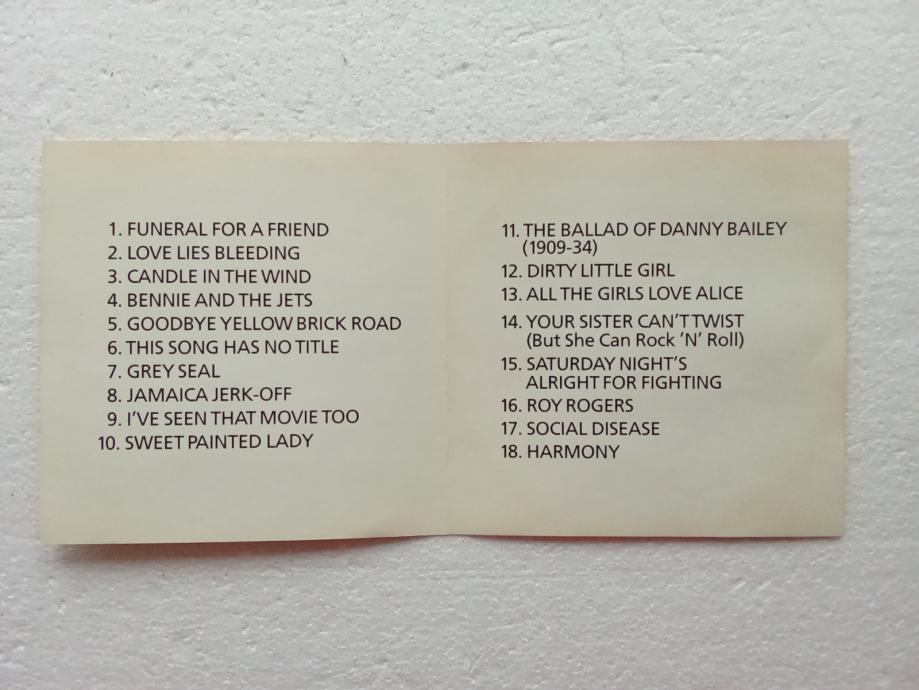 1. FUNERAL FOR A FRIEND
2. LOVE LIES BLEEDING
3. CANDLE IN THE WIND
4. BENNIE AND THE JETS
5. GOODBYE YELLOW BRICK ROAD
6. THIS SONG HAS NO TITLE
7. GREY SEAL
8. JAMAICA JERK-OFF
9. I'VE SEEN THAT MOVIE TOO
10. SWEET PAINTED LADY
11. THE BALLAD OF DANNY BAILEY
(1909-34)
12. DIRTY LITTLE GIRL
13. ALL THE GIRLS LOVE ALICE
14. YOUR SISTER CAN'T TWIST
(But She Can Rock 'N' Roll)
15. SATURDAY NIGHT'S
ALRIGHT FOR FIGHTING
16. ROY ROGERS
17. SOCIAL DISEASE
18. HARMONY